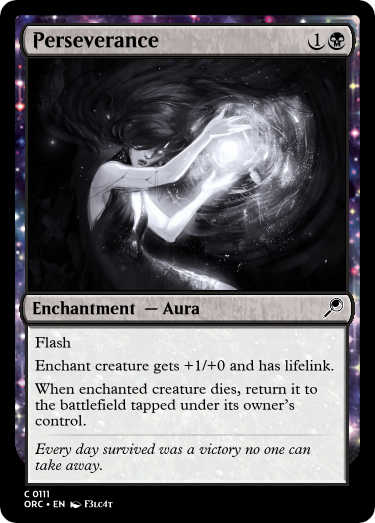 Perseverance 1
Enchantment — Aura
Flash
Enchant creature gets +1/+0 and has lifelink.
When enchanted creature dies, return it to
the battlefield tapped under its owner's
control.
Every day survived was a victory no one can
take away.
C 0111
ORC • EN F3LC4T